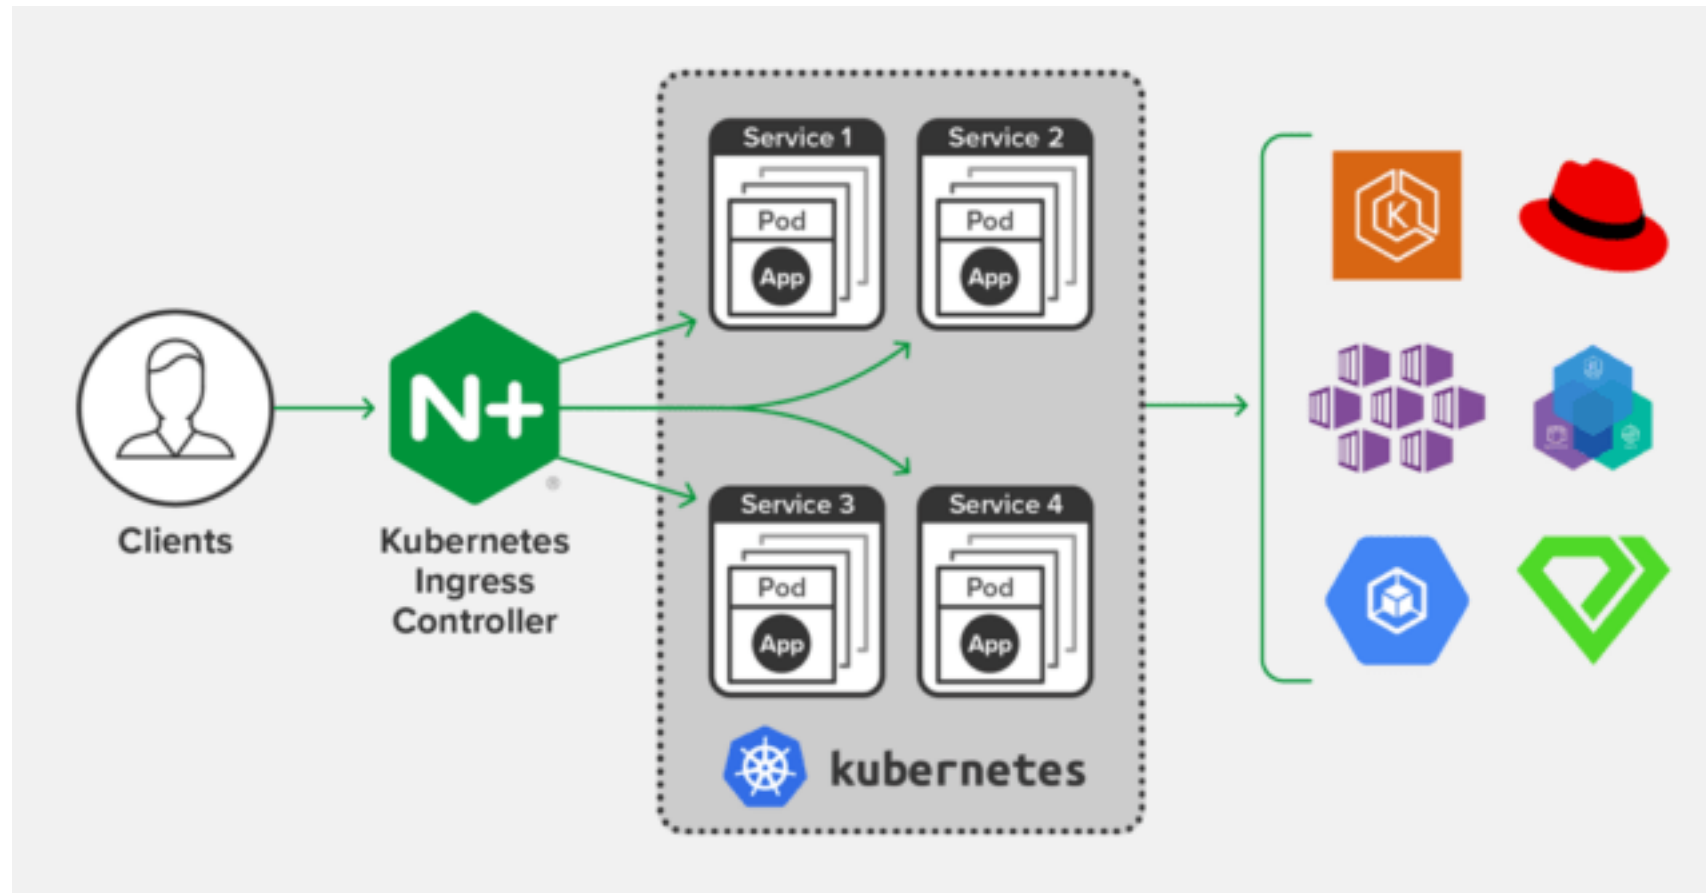 Clients
N+
®
Kubernetes
Ingress
Controller
Service 1
Pod
App
Service 2
Pod
App
Service 3
Pod
App
Service 4
Pod
App
kubernetes
K